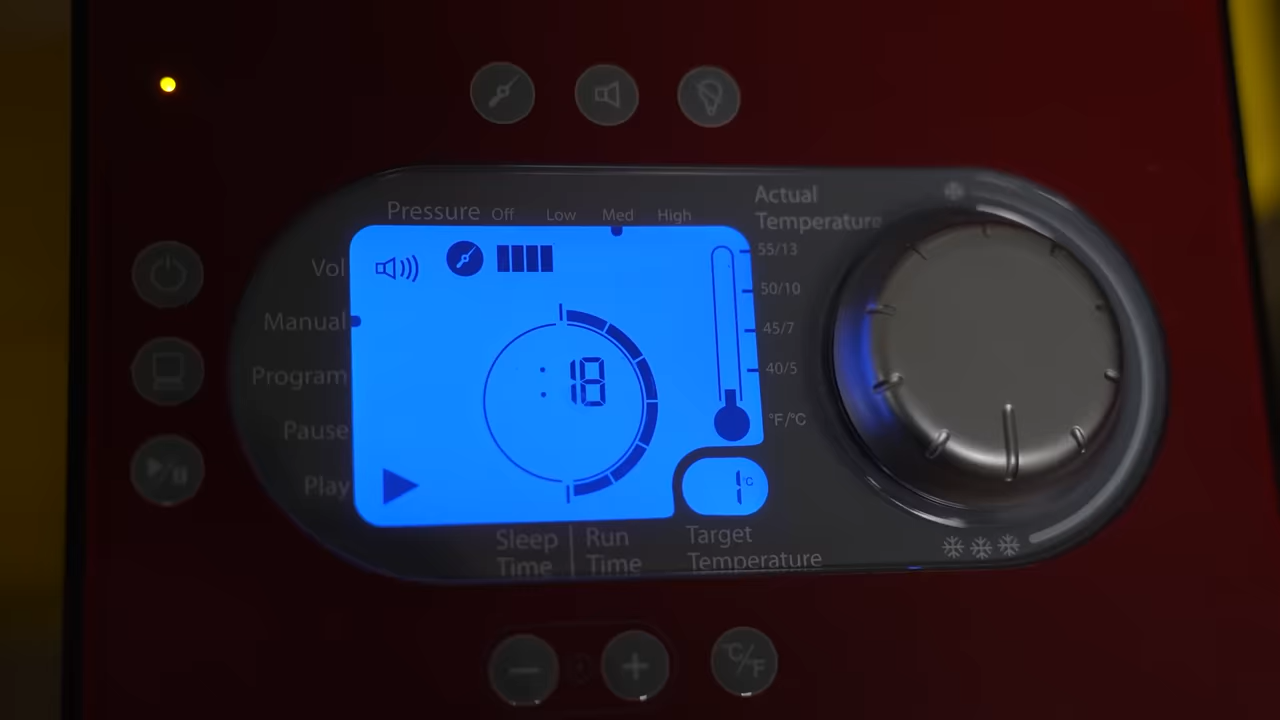 Pressure Off Low Med High
Actual
Temperature
Vol
55/13
50/10
Manual
45/7
Program
:18
40/5
Pause
°F/°C
Play
1°C
Sleep
Time
Run
Time
Target
Temperature
− +
°C/°F